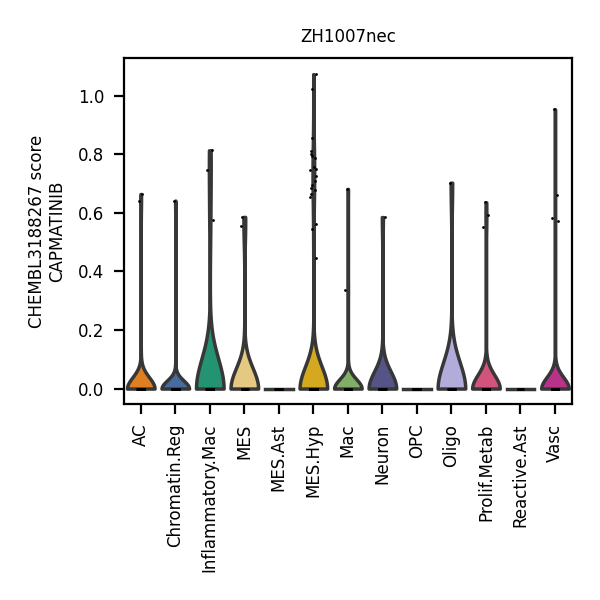 ZH1007nec
CHEMBL3188267 score
CAPMATINIB
1.0
0.8
0.6
0.4
0.2
0.0
AC
Chromatin.Reg
Inflammatory.Mac
MES
MES.Ast
MES.Hyp
Mac
Neuron
OPC
Oligo
Prolif.Metab
Reactive.Ast
Vasc